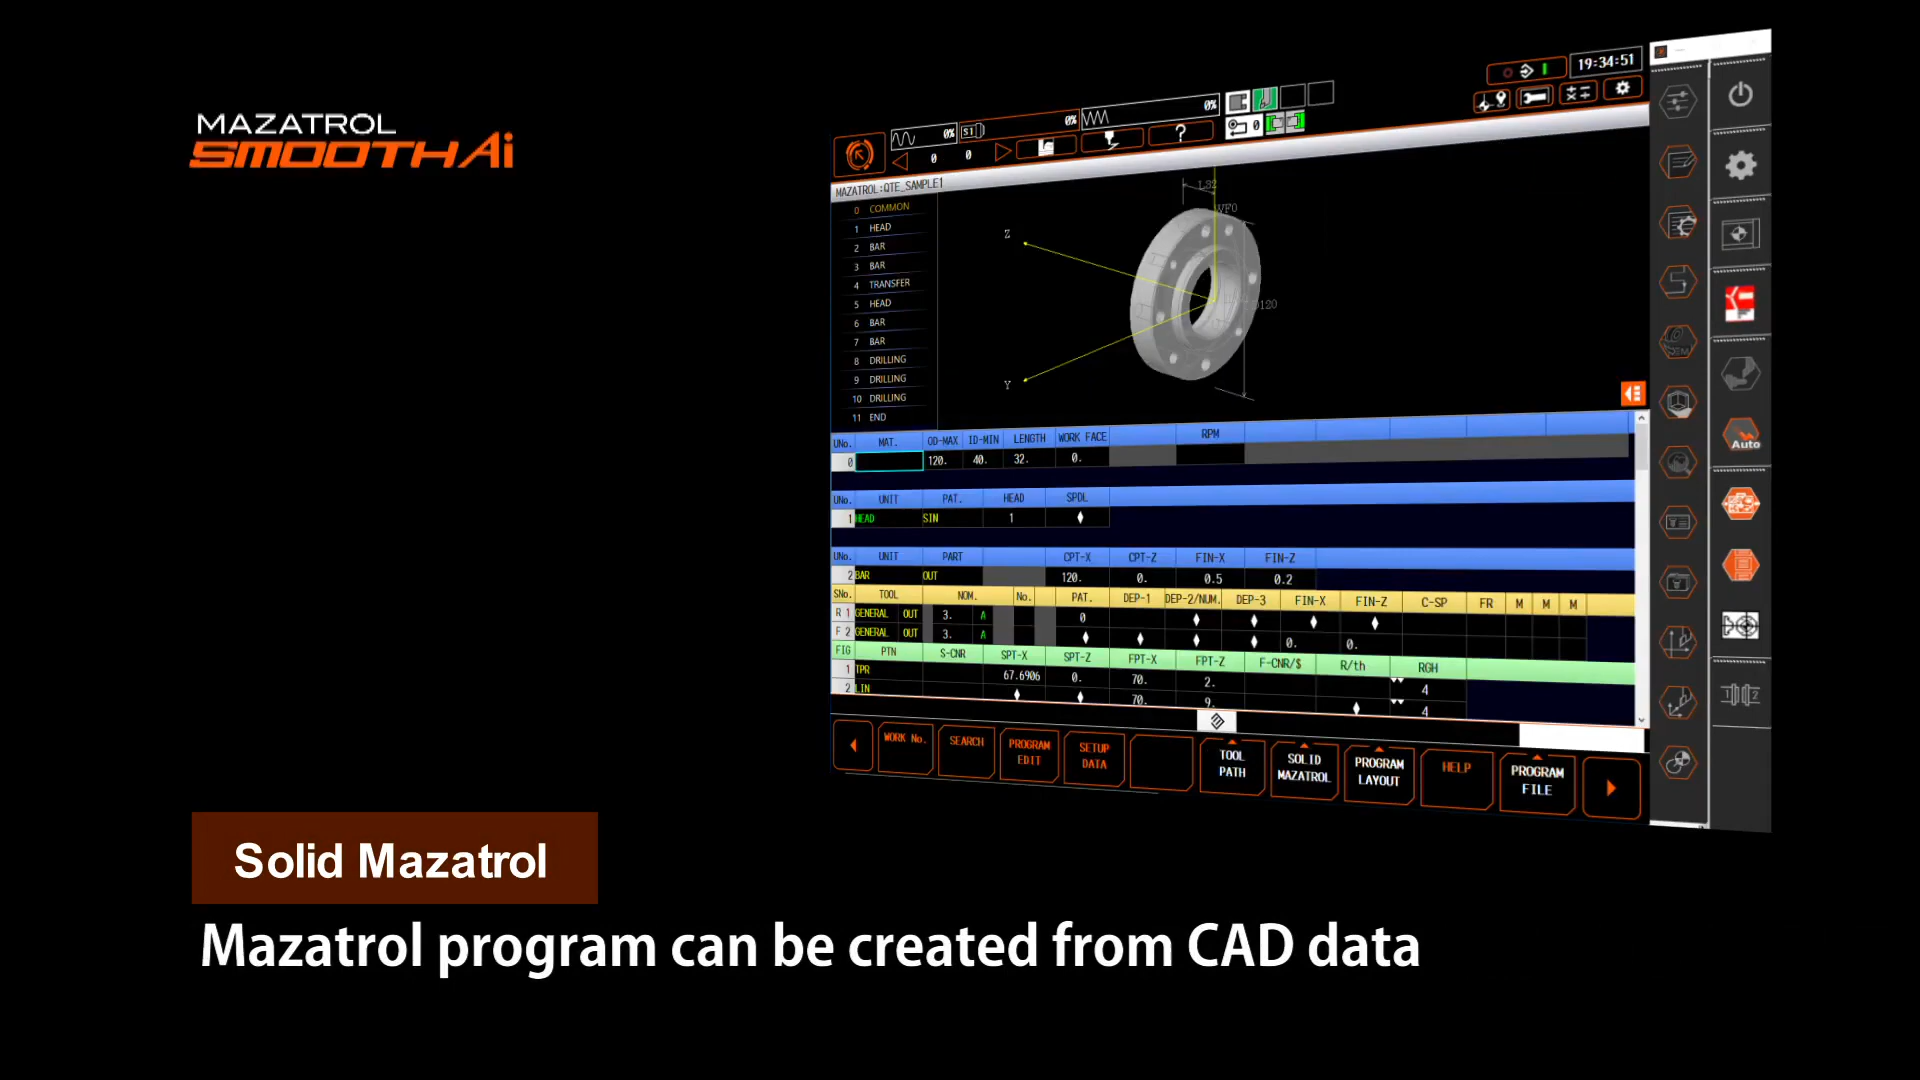 MAZATROL
SMOOTH Ai
19:34:51
0%
S1
0%
0%
0 0
?
0
MAZATROL:QTE_SAMPLE1
0 COMMON
1 HEAD
2 BAR
3 BAR
4 TRANSFER
5 HEAD
6 BAR
7 BAR
8 DRILLING
9 DRILLING
10 DRILLING
11 END
Z
Y
Auto
UNo. MAT. OD-MAX ID-MIN LENGTH WORK FACE RPM
0 120. 40. 32. 0.
UNo. UNIT PAT. HEAD SPDL
1 HEAD SIN 1 ♦
UNo. UNIT PART CPT-X CPT-Z FIN-X FIN-Z
2 BAR OUT 120. 0. 0.5 0.2
SNo. TOOL NOM. No. PAT. DEP-1 DEP-2/NUM. DEP-3 FIN-X FIN-Z C-SP FR M M M
R 1 GENERAL OUT 3. A 0 ♦ ♦ ♦ ♦
F 2 GENERAL OUT 3. A ♦ ♦ ♦ ♦ 0. 0.
FIG PTN S-CNR SPT-X SPT-Z FPT-X FPT-Z F-CNR/$ R/th RGH
1 TPR 67.6906 0. 70. 2. 4
2 LIN ♦ ♦ 70. 9. ♦ 4
WORK No.
SEARCH
PROGRAM EDIT
SETUP DATA
TOOL PATH
SOLID MAZATROL
PROGRAM LAYOUT
HELP
PROGRAM FILE
Solid Mazatrol
Mazatrol program can be created from CAD data